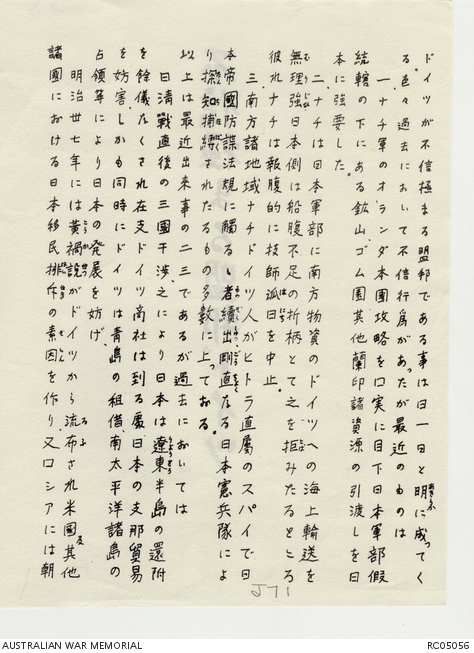 ドイツが不信極まる盟邦である事は日一日と明に成ってく
る。色々過去において不信行為があったが最近のものは
一、ナチ軍のオランダ本国攻略を口実に目下日本軍部仮
統轄の下にある鉱山、ゴム園其他蘭印諸資源の引渡しを日
本に強要した。
二、ナチは日本軍部に南方物資のドイツへの海上輸送を
無理強、日本側は船腹不足の折柄とて之を拒みたるところ
彼れナチは報腹的に技師派日を中止。
三、南方諸地域ナチドイツ人がヒトラ直属のスパイで日
本帝國防諜法規に觸るゝ者續出剛直なる日本憲兵隊によ
り探知捕縛されたるもの多数に上っておる。
以上は最近出来事の二三であるが過去においては
日清戰直後の三國干渉、之により日本は遼東半島の還附
を餘儀なくされ在支ドイツ商社は到る處日本の支那貿易
を妨害ししかも同時にドイツは青島の租借南太平洋諸島の
占領等により日本の発展を妨げ、
明治卅七年には黄禍説がドイツから流布され米國及其他
諸國における日本移民排斥の素因を作り又ロシアには朝
J71
AUSTRALIAN WAR MEMORIAL
RC05056